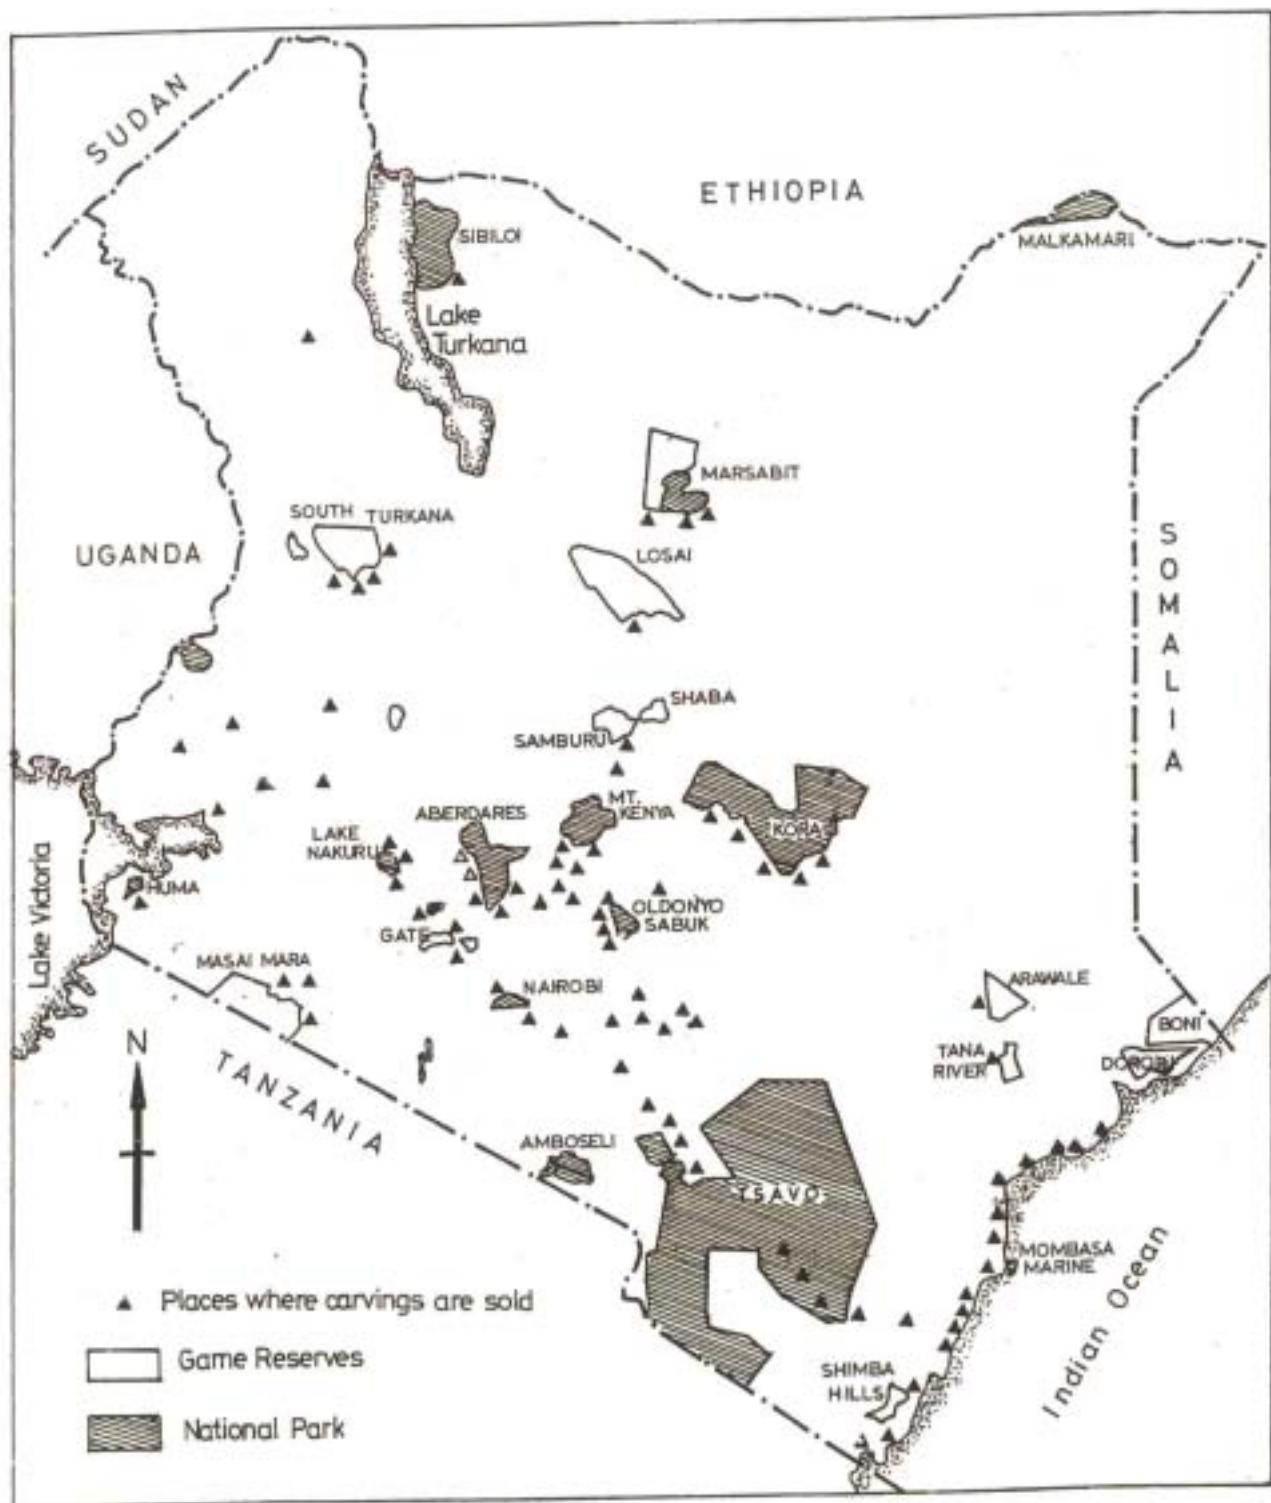 SUDAN
ETHIOPIA
MALKAMARI
SIBILOI
Lake
Turkana
MARSABIT
SOUTH TURKANA
UGANDA
LOSAI
SOMALIA
SHABA
SAMBURU
MT.
KENYA
ABERDARES
KORA
LAKE
NAKURU
HUMA
Lake Victoria
OLDONYO
SABUK
GATE
MASAI MARA
NAIROBI
ARAWALE
BONI
TANA
RIVER
N
TANZANIA
AMBOSELI
TSAVO
MOMBASA
MARINE
Indian Ocean
Places where carvings are sold
Game Reserves
SHIMBA
HILLS
National Park